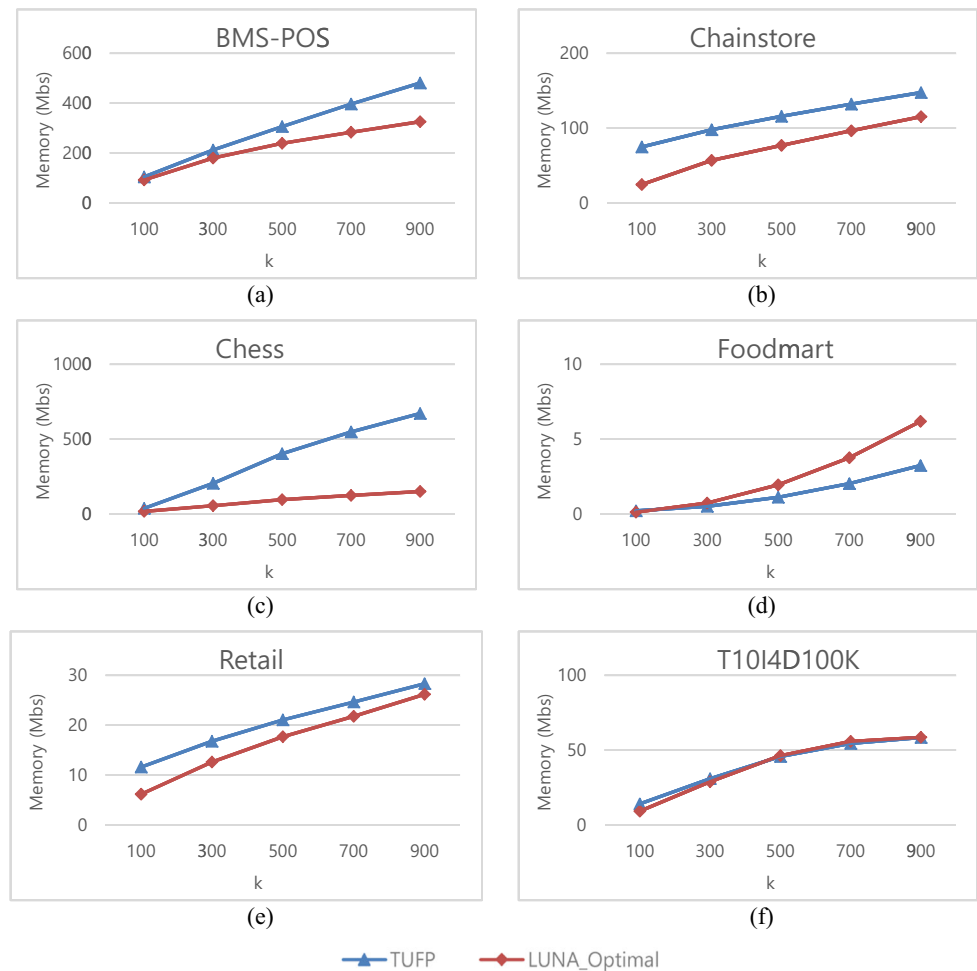 BMS-POS
600
400
200
0
Memory (Mbs)
100 300 500 700 900
k
(a)
Chainstore
200
100
0
Memory (Mbs)
100 300 500 700 900
k
(b)
Chess
1000
500
0
Memory (Mbs)
100 300 500 700 900
k
(c)
Foodmart
10
5
0
Memory (Mbs)
100 300 500 700 900
k
(d)
Retail
30
20
10
0
Memory (Mbs)
100 300 500 700 900
k
(e)
T10I4D100K
100
50
0
Memory (Mbs)
100 300 500 700 900
k
(f)
TUFP LUNA_Optimal